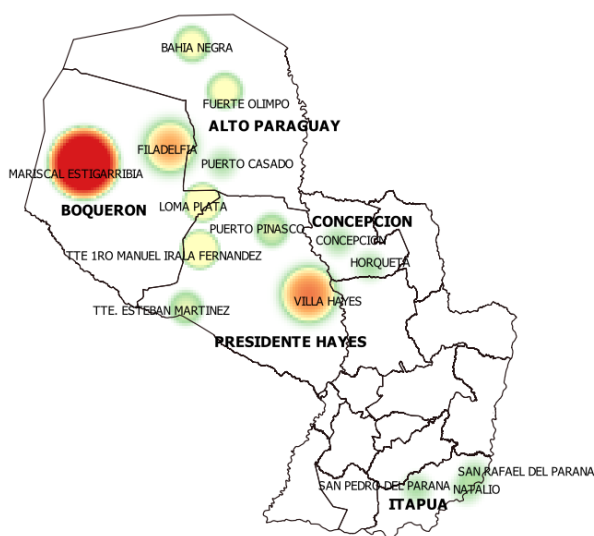 BAHIA NEGRA
FUERTE OLIMPO
ALTO PARAGUAY
FILADELFIA
PUERTO CASADO
MARISCAL ESTIGARRIBIA
BOQUERON
LOMA PLATA
CONCEPCION
PUERTO PINASCO
CONCEPCION
TTE 1RO MANUEL IRALA FERNANDEZ
HORQUETA
VILLA HAYES
TTE. ESTEBAN MARTINEZ
PRESIDENTE HAYES
SAN RAFAEL DEL PARANA
SAN PEDRO DEL PARANA
NATALIO
ITAPUA